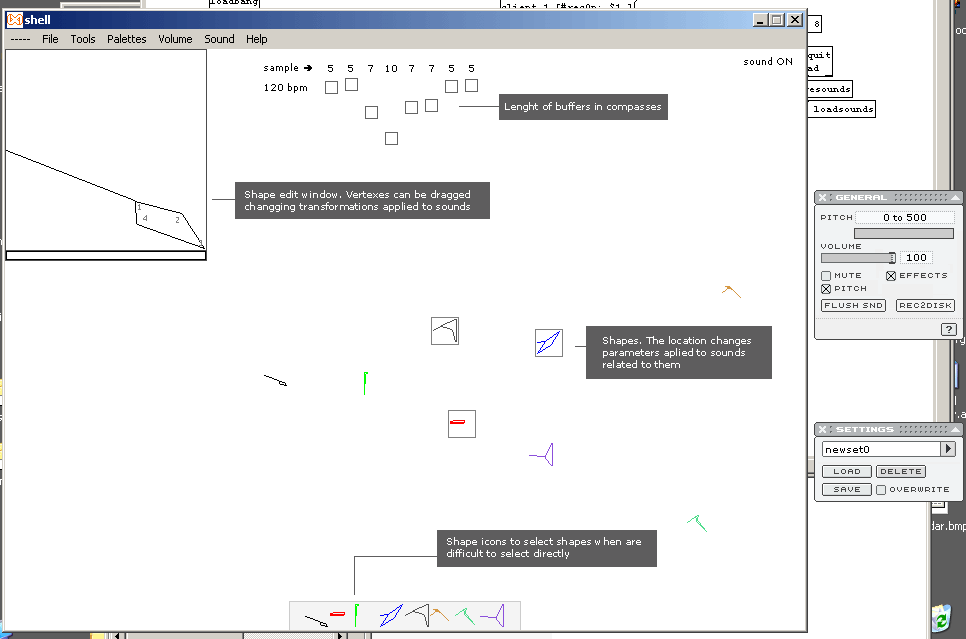 loadbang
client 1 [#recOn: $1 ]
shell
8
----- File Tools Palettes Volume Sound Help
quit
sample ➔ 5 5 7 10 7 7 5 5
sound ON
120 bpm
esounds
loadsounds
Lenght of buffers in compasses
Shape edit window. Vertexes can be dragged
changging transformations applied to sounds
1
4
2
GENERAL
PITCH 0 to 500
VOLUME
100
MUTE EFFECTS
PITCH
FLUSH SND REC2DISK
?
Shapes. The location changes
parameters aplied to sounds
related to them
SETTINGS
newset0
LOAD DELETE
SAVE OVERWRITE
dar.bmp
Shape icons to select shapes when are
difficult to select directly